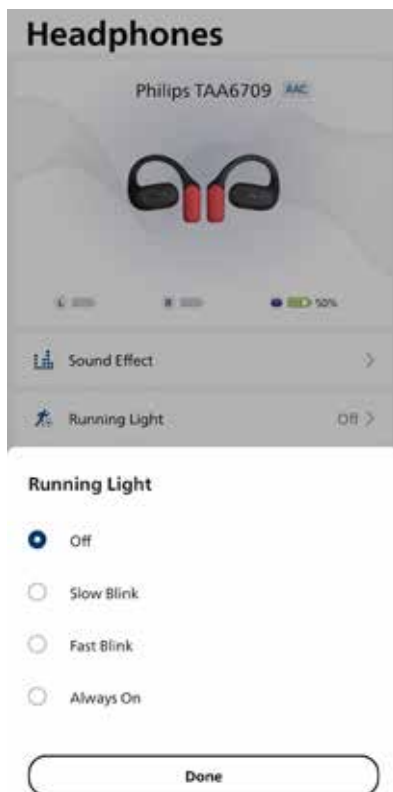 Headphones
Philips TAA6709 AAC
L R 50%
Sound Effect
Running Light Off
Running Light
Off
Slow Blink
Fast Blink
Always On
Done